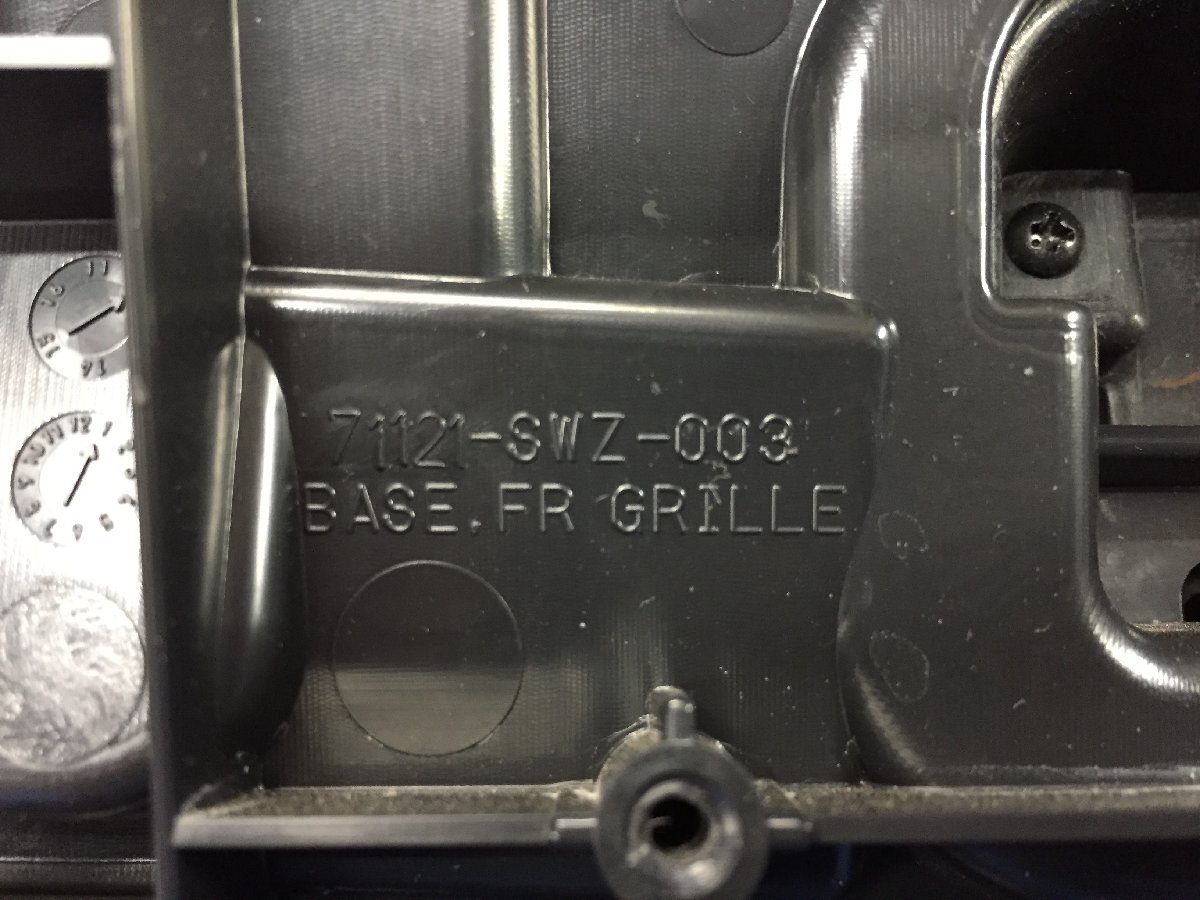 71121-SWZ-003
BASE, FR GRILLE